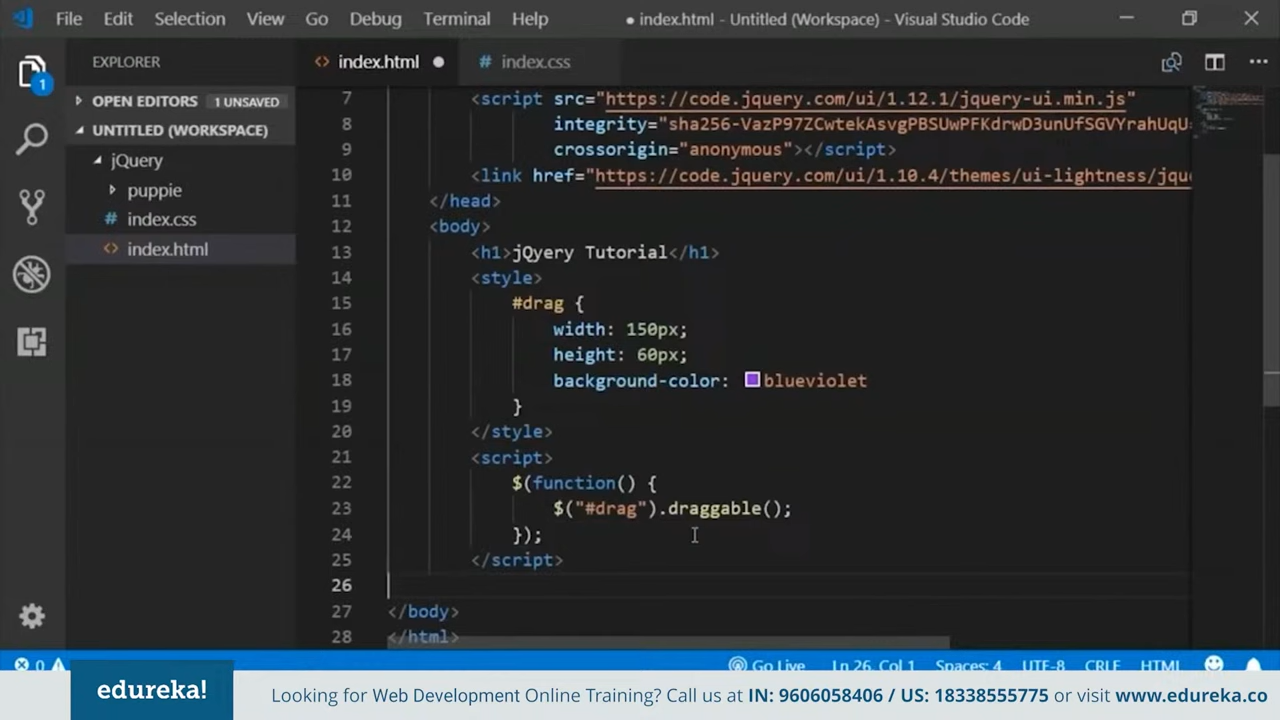 File Edit Selection View Go Debug Terminal Help ● index.html - Untitled (Workspace) - Visual Studio Code
EXPLORER
<> index.html ●
# index.css
1
OPEN EDITORS 1 UNSAVED
UNTITLED (WORKSPACE)
jQuery
puppie
# index.css
<> index.html
7 <script src="https://code.jquery.com/ui/1.12.1/jquery-ui.min.js"
8 integrity="sha256-VazP97ZCwtekAsvgPBSUwPFKdrwD3unUfSGVYrahUqU=
9 crossorigin="anonymous"></script>
10 <link href="https://code.jquery.com/ui/1.10.4/themes/ui-lightness/jque
11 </head>
12 <body>
13 <h1>jQyery Tutorial</h1>
14 <style>
15 #drag {
16 width: 150px;
17 height: 60px;
18 background-color: blueviolet
19 }
20 </style>
21 <script>
22 $(function() {
23 $("#drag").draggable();
24 });
25 </script>
26
27 </body>
28 </html>
0 Go Live Ln 26, Col 1 Spaces: 4 UTF-8 CRLF HTML
edureka!
Looking for Web Development Online Training? Call us at IN: 9606058406 / US: 18338555775 or visit www.edureka.co